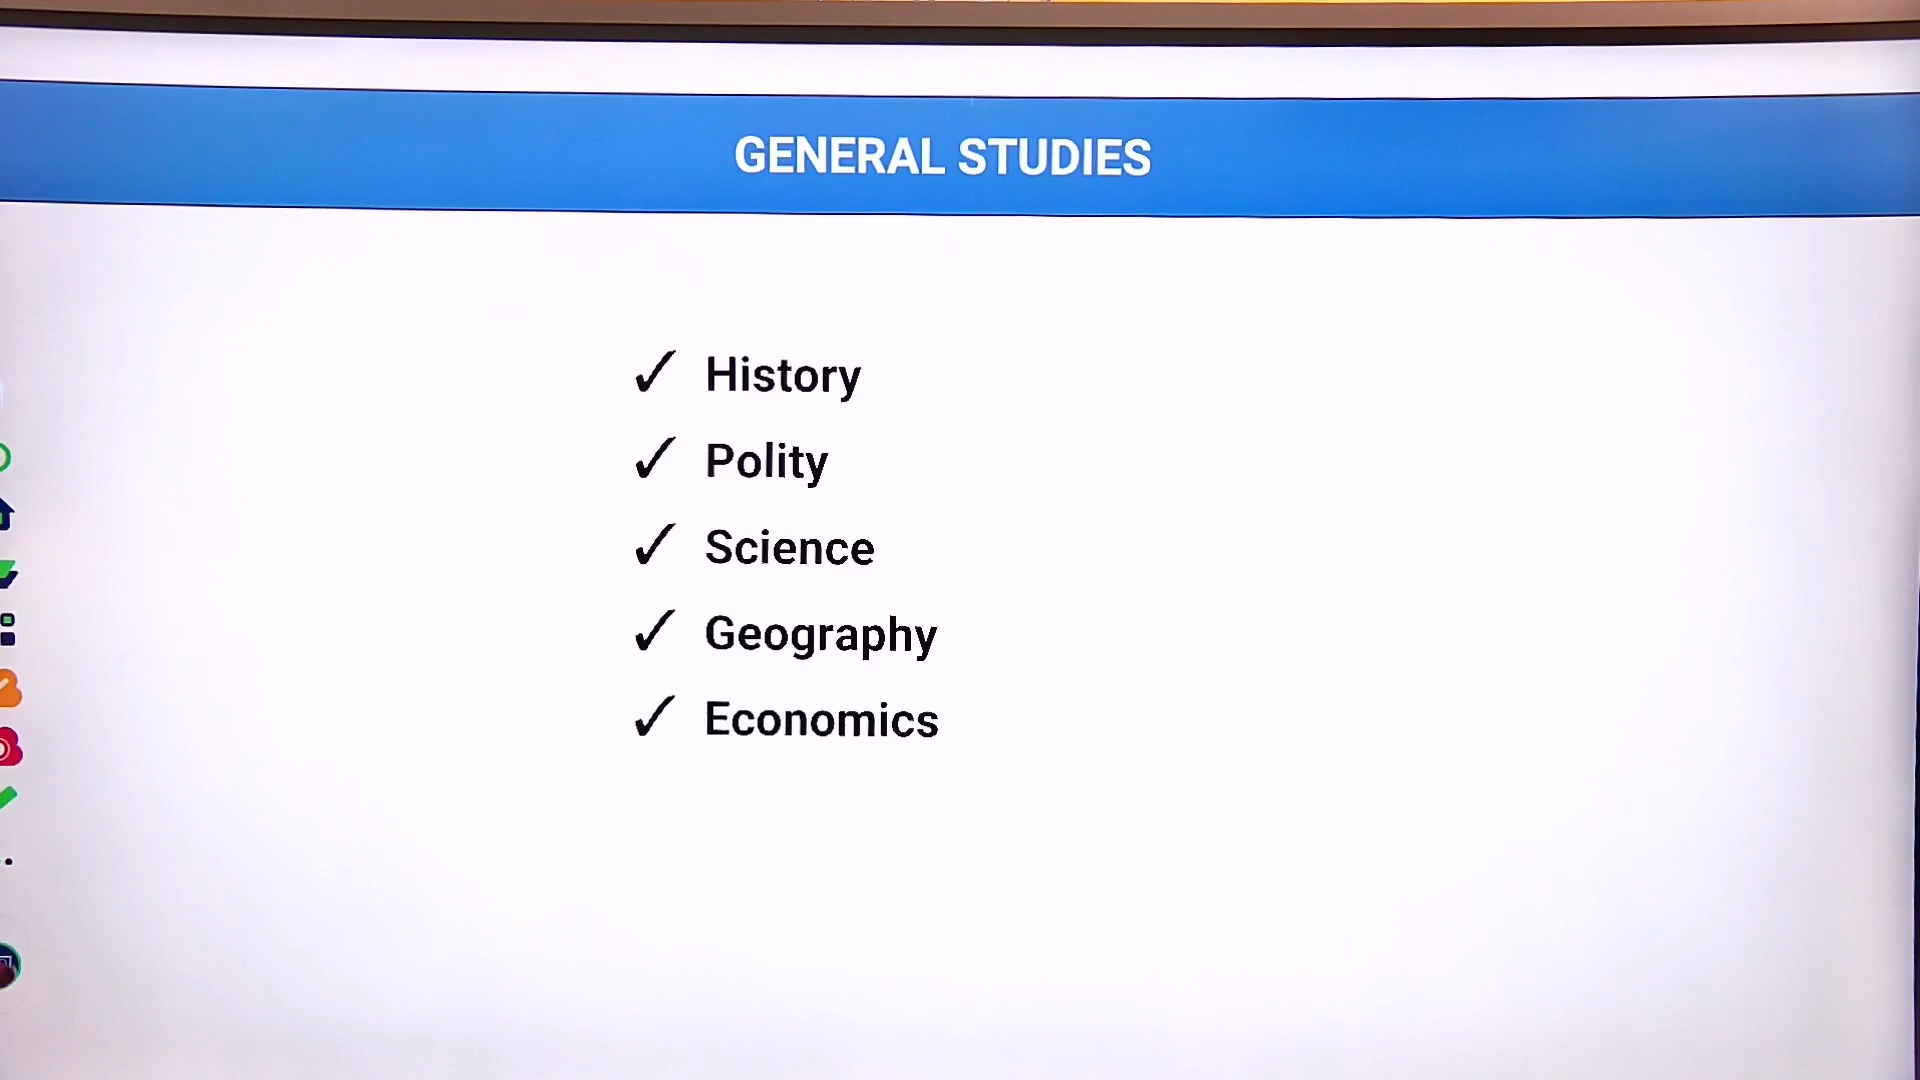 GENERAL STUDIES
✓ History
✓ Polity
✓ Science
✓ Geography
✓ Economics